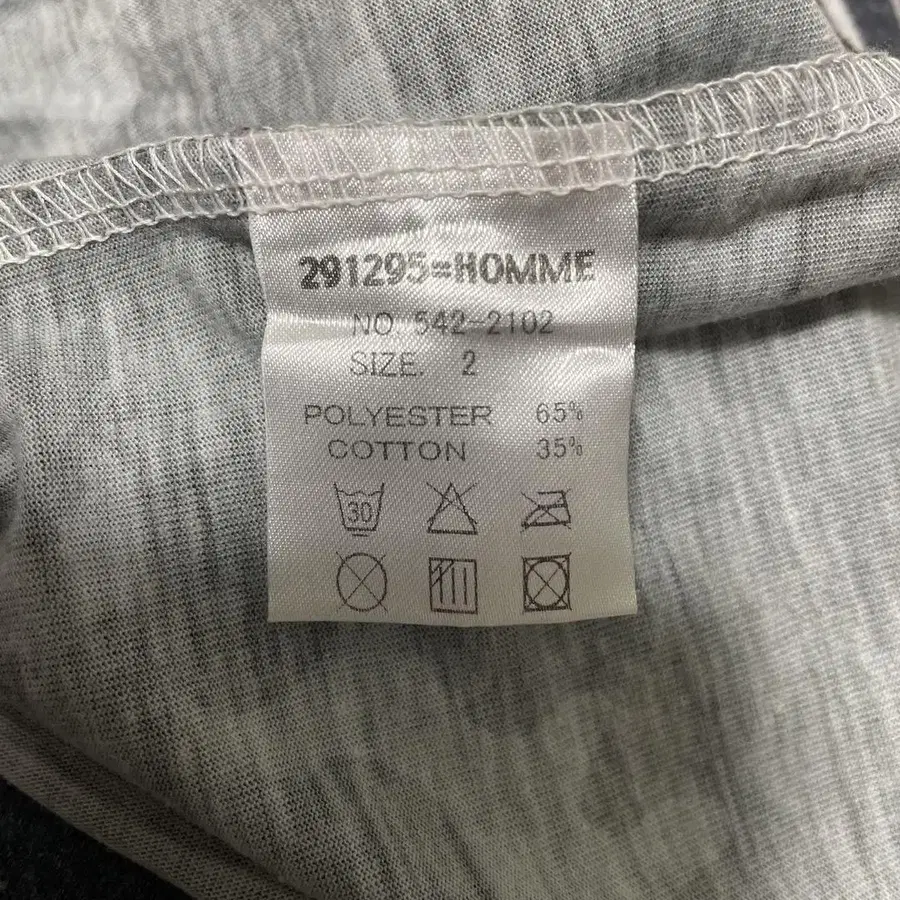 291295=HOMME
NO. 542-2102
SIZE. 2
POLYESTER 65%
COTTON 35%
30